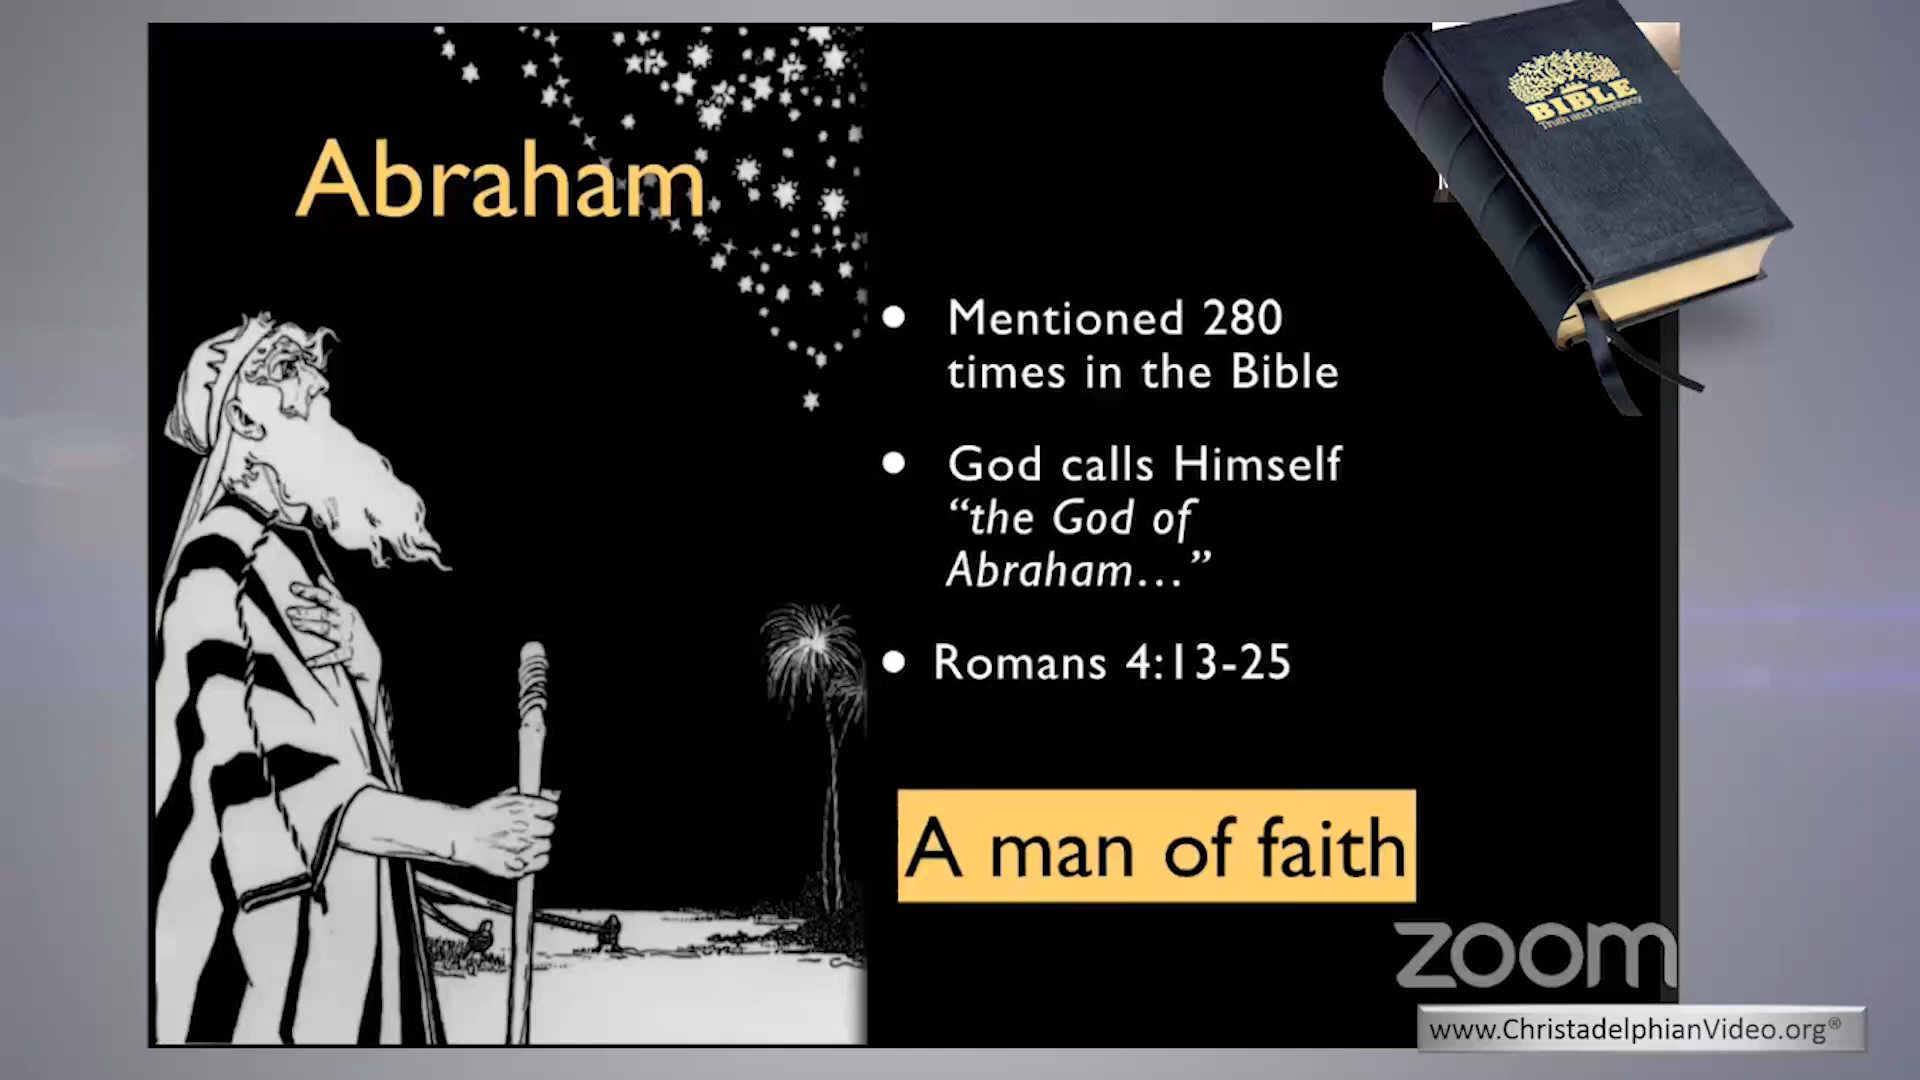 Abraham
BIBLE
Truth and Prophecy
• Mentioned 280
times in the Bible
• God calls Himself
“the God of
Abraham…”
• Romans 4:13-25
A man of faith
zoom
www.ChristadelphianVideo.org®